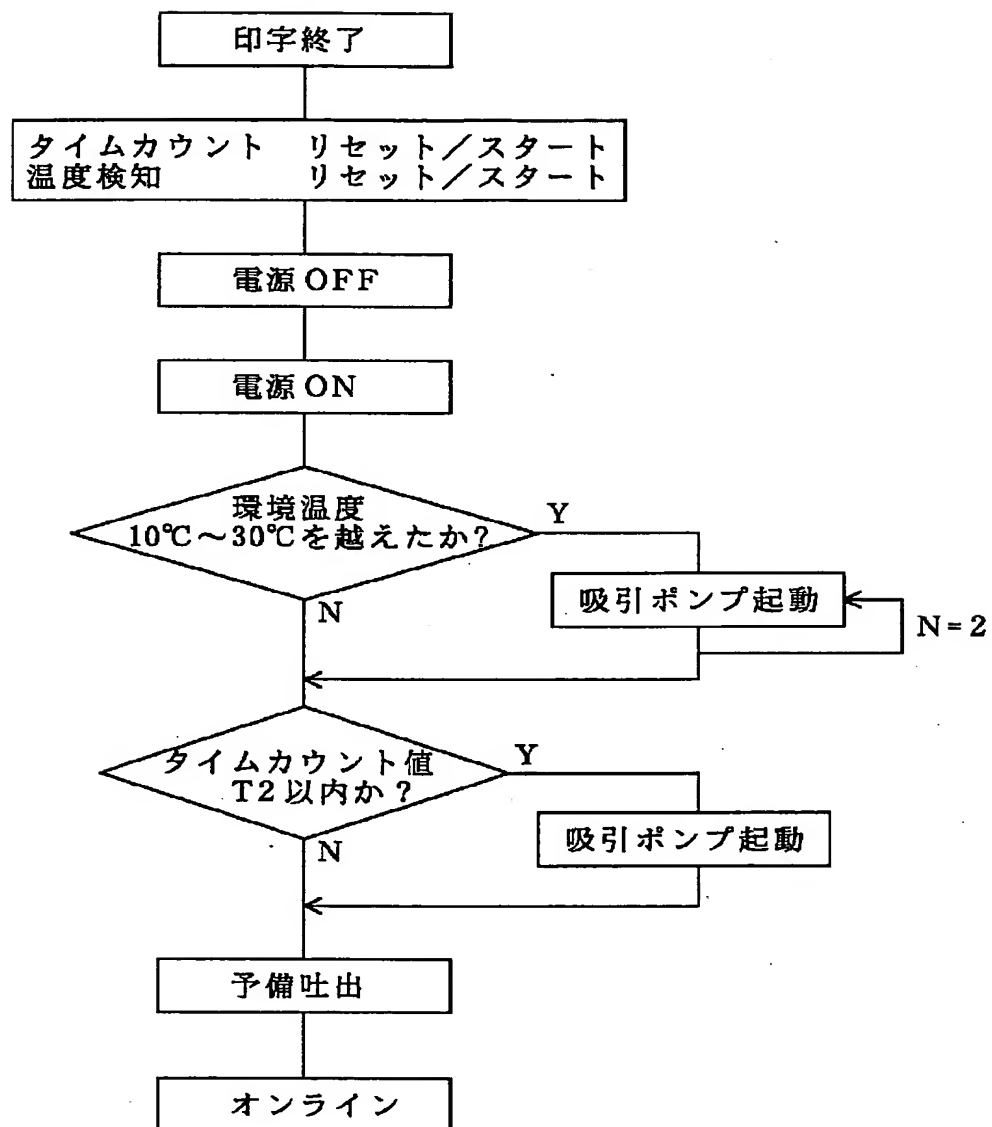 印字終了
タイムカウント リセット／スタート
温度検知 リセット／スタート
電源OFF
電源ON
環境温度
10℃～30℃を越えたか?
Y
N
吸引ポンプ起動
N=2
タイムカウント値
T2以内か?
Y
N
吸引ポンプ起動
予備吐出
オンライン